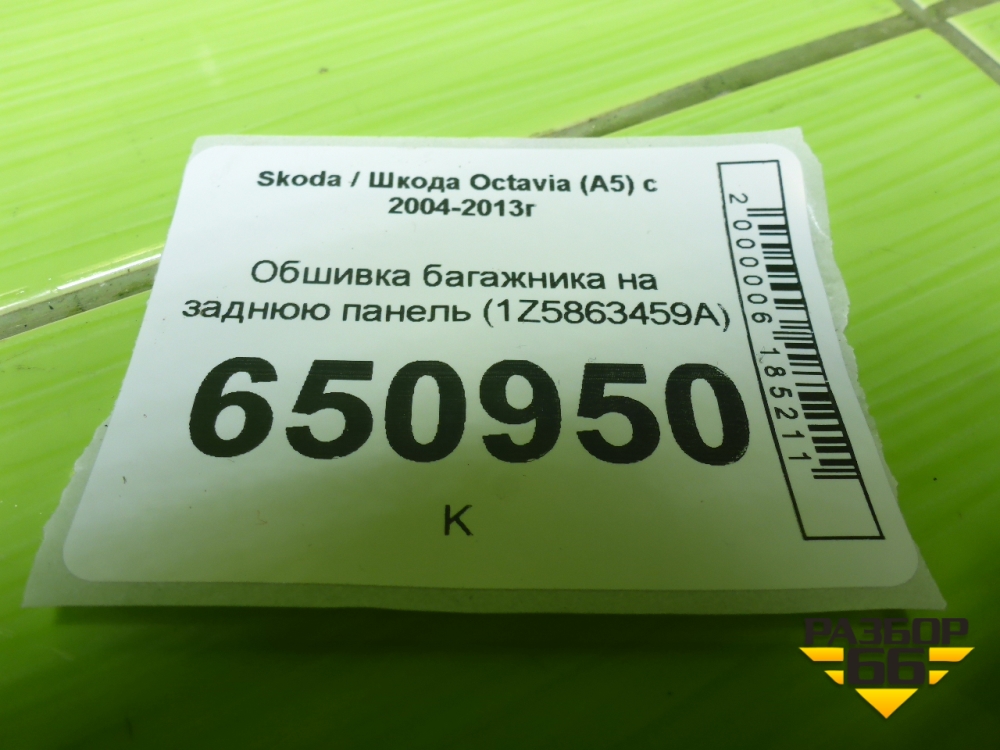 Skoda / Шкода Octavia (A5) с
2004-2013г
Обшивка багажника на
заднюю панель (1Z5863459A)
650950
К
2000006185211
РАЗБОР
66